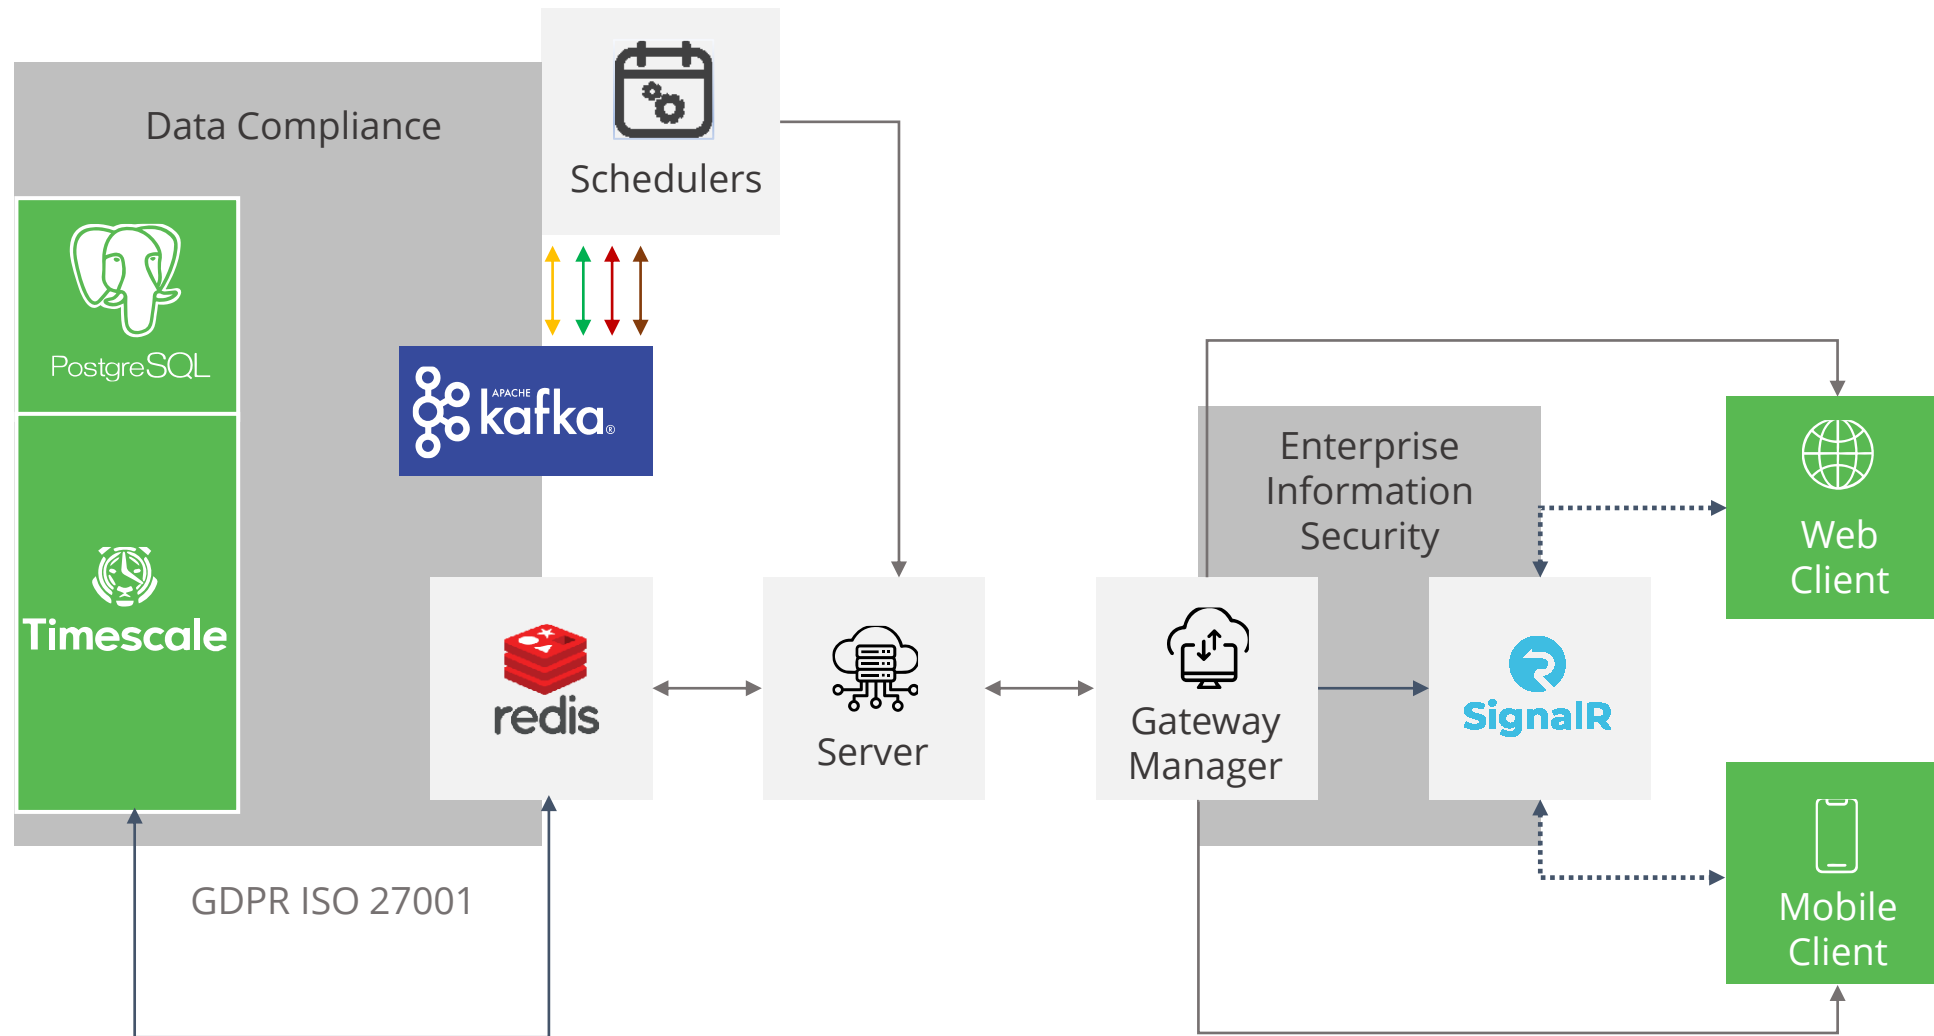 Data Compliance
Schedulers
PostgreSQL
APACHE
kafka®
Timescale
redis
Server
Gateway
Manager
Enterprise
Information
Security
SignalR
Web
Client
Mobile
Client
GDPR ISO 27001